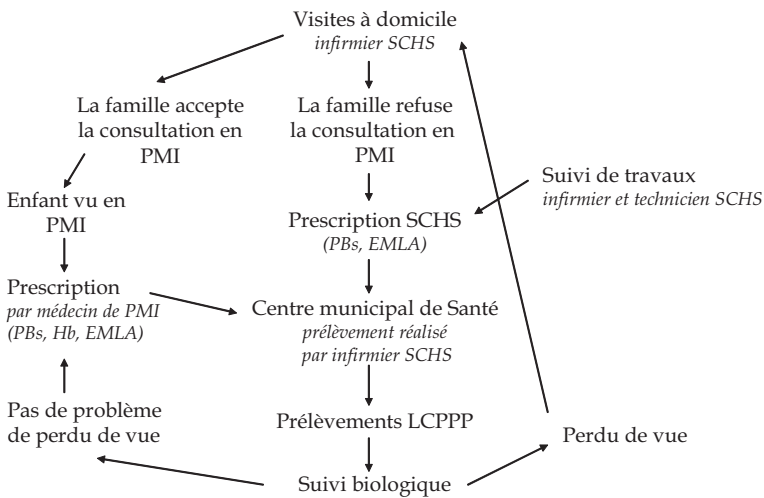 Visites à domicile
infirmier SCHS
La famille accepte
la consultation en
PMI
La famille refuse
la consultation en
PMI
Suivi de travaux
infirmier et technicien SCHS
Enfant vu en
PMI
Prescription SCHS
(PBs, EMLA)
Prescription
par médecin de PMI
(PBs, Hb, EMLA)
Centre municipal de Santé
prélèvement réalisé
par infirmier SCHS
Pas de problème
de perdu de vue
Prélèvements LCPPP
Perdu de vue
Suivi biologique